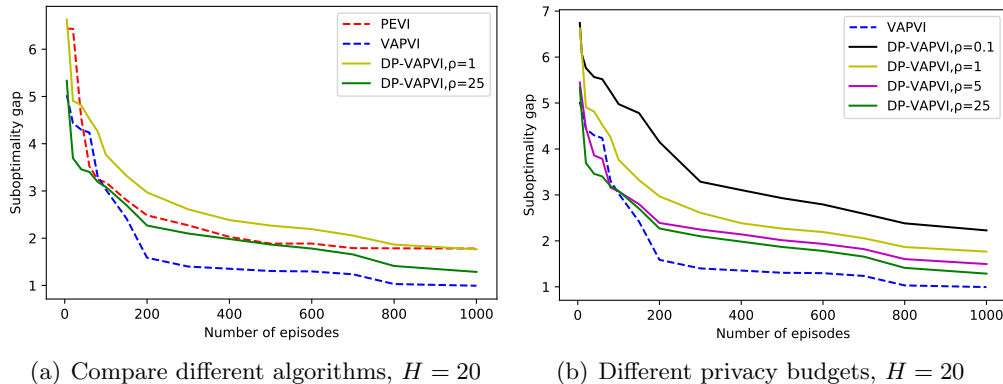 PEVI
VAPVI
DP-VAPVI,ρ=1
DP-VAPVI,ρ=25
Suboptimality gap
6
5
4
3
2
1
0 200 400 600 800 1000
Number of episodes
(a) Compare different algorithms, H = 20
VAPVI
DP-VAPVI,ρ=0.1
DP-VAPVI,ρ=1
DP-VAPVI,ρ=5
DP-VAPVI,ρ=25
Suboptimality gap
7
6
5
4
3
2
1
0 200 400 600 800 1000
Number of episodes
(b) Different privacy budgets, H = 20